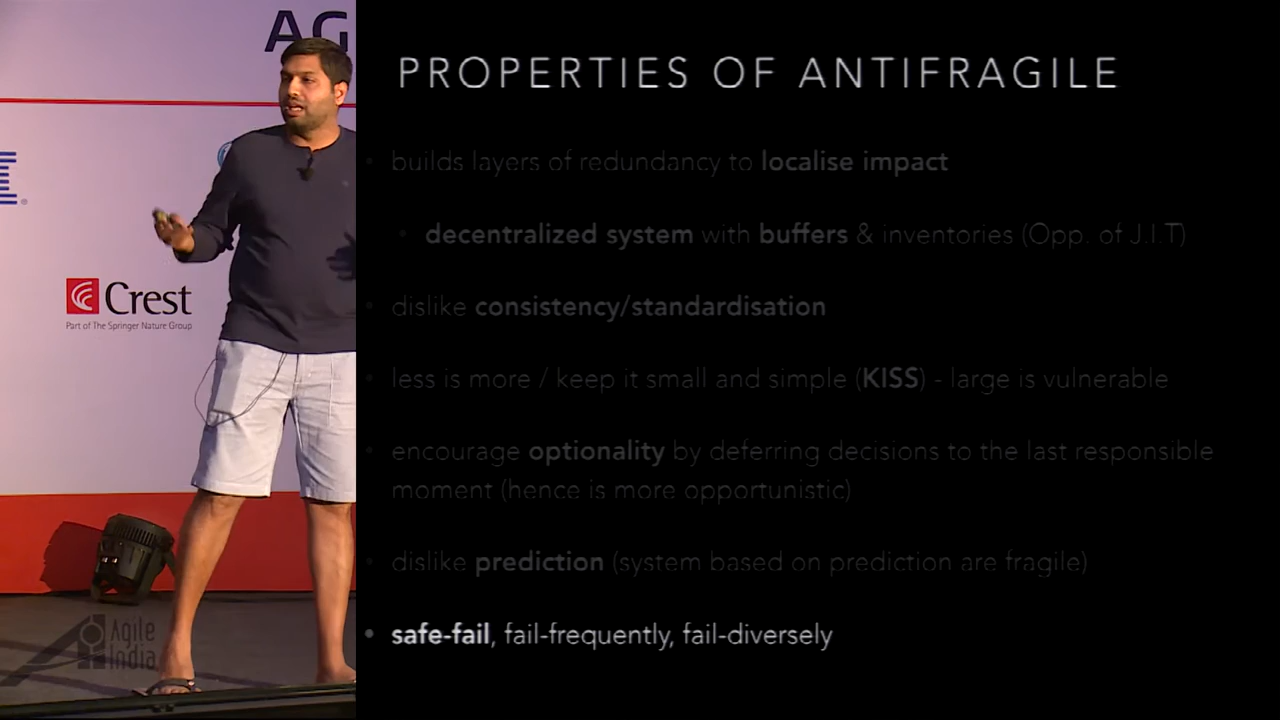 AG
PROPERTIES OF ANTIFRAGILE
• builds layers of redundancy to localise impact
• decentralized system with buffers & inventories (Opp. of J.I.T)
• dislike consistency/standardisation
• less is more / keep it small and simple (KISS) - large is vulnerable
• encourage optionality by deferring decisions to the last responsible
moment (hence is more opportunistic)
• dislike prediction (system based on prediction are fragile)
• safe-fail, fail-frequently, fail-diversely
Crest
Part of The Springer Nature Group
Agile
India